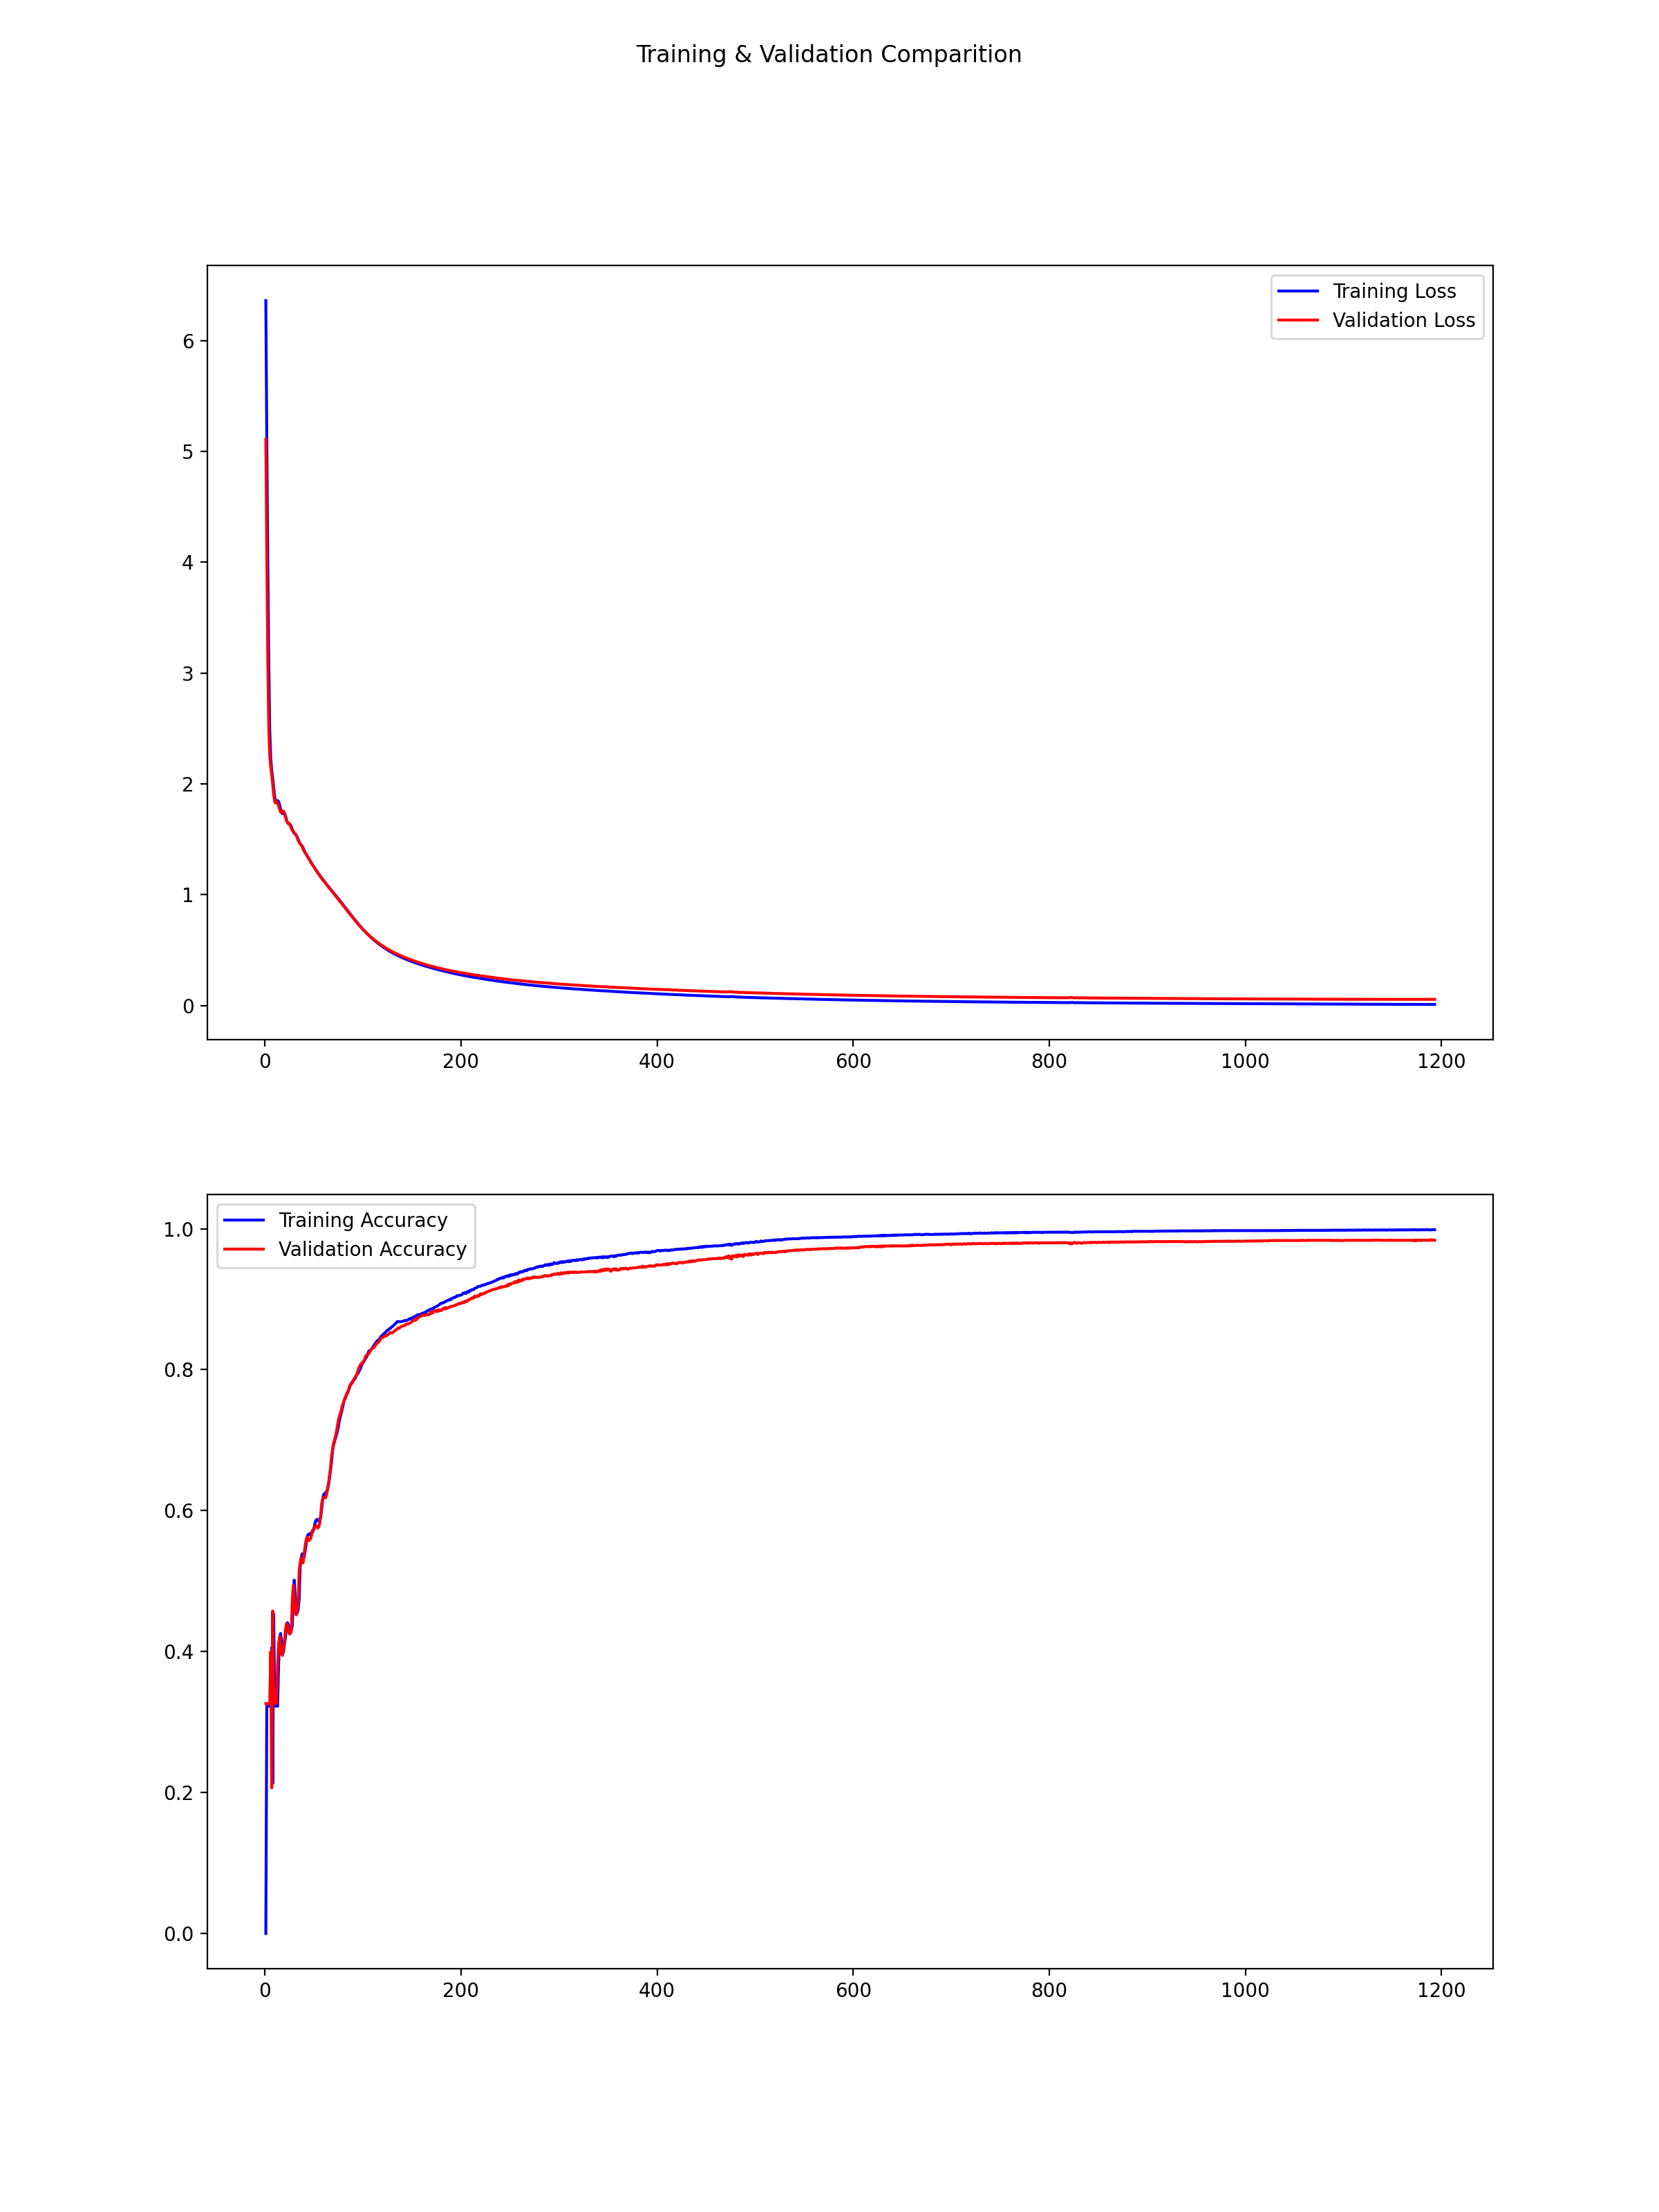 Training & Validation Comparition
Training Loss
Validation Loss
6
5
4
3
2
1
0
0 200 400 600 800 1000 1200
Training Accuracy
Validation Accuracy
1.0
0.8
0.6
0.4
0.2
0.0
0 200 400 600 800 1000 1200